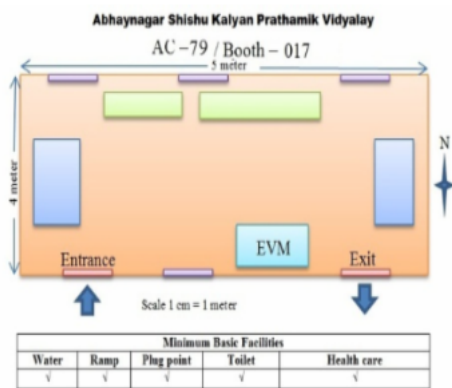 Abhaynagar Shishu Kalyan Prathamik Vidyalay
AC -79 / Booth - 017
5 meter
4 meter
N
Entrance
EVM
Exit
Scale 1 cm = 1 meter
Minimum Basic Facilities
Water Ramp Plug point Toilet Health care
√ √ √ √ √